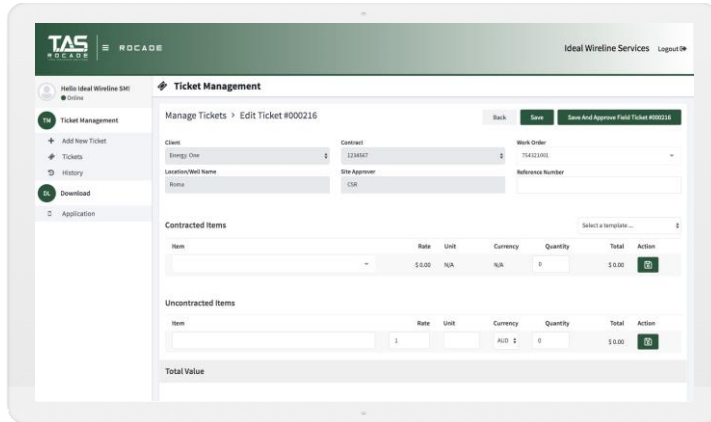 TAS
ROCADE
≡ ROCADE
Ideal Wireline Services Logout
Hello Ideal Wireline SMI
Online
TM Ticket Management
Add New Ticket
Tickets
History
DL Download
Application
Ticket Management
Manage Tickets > Edit Ticket #000216
Back Save Save And Approve Field Ticket #000216
Client Contract Work Order
Energy One 1234567 754321001
Location/Well Name Site Approver Reference Number
Roma CSR
Contracted Items Select a template ...
Item Rate Unit Currency Quantity Total Action
$ 0.00 N/A N/A 0 $ 0.00
Uncontracted Items
Item Rate Unit Currency Quantity Total Action
1 AUD 0 $ 0.00
Total Value